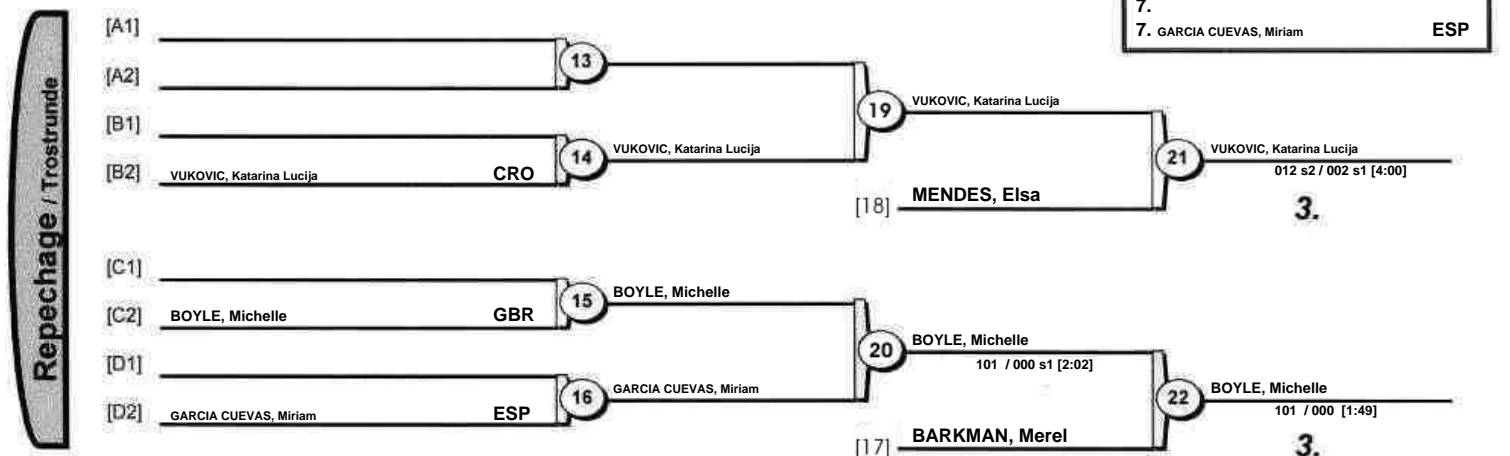 7.
7. GARCIA CUEVAS, Miriam ESP
Repechage / Trostrunde
[A1]
13
[A2]
19 VUKOVIC, Katarina Lucija
[B1]
14 VUKOVIC, Katarina Lucija
21 VUKOVIC, Katarina Lucija
012 s2 / 002 s1 [4:00]
[B2] VUKOVIC, Katarina Lucija CRO
[18] MENDES, Elsa
3.
[C1]
15 BOYLE, Michelle
[C2] BOYLE, Michelle GBR
20 BOYLE, Michelle
101 / 000 s1 [2:02]
[D1]
16 GARCIA CUEVAS, Miriam
22 BOYLE, Michelle
101 / 000 [1:49]
[D2] GARCIA CUEVAS, Miriam ESP
[17] BARKMAN, Merel
3.